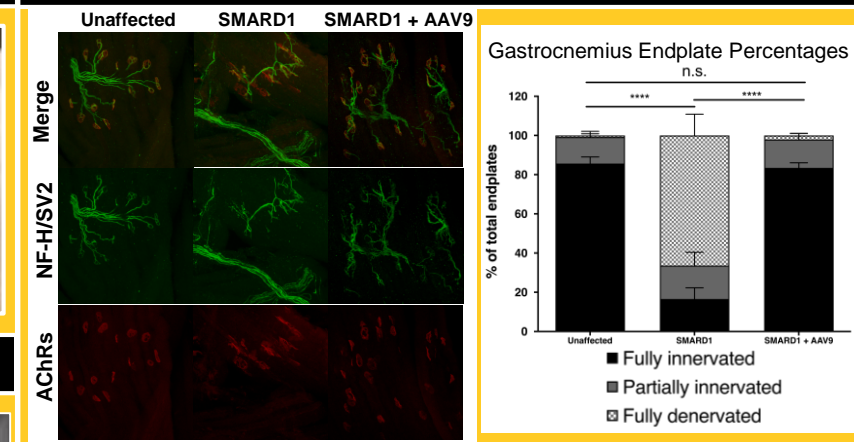 Unaffected SMARD1 SMARD1 + AAV9
Merge
NF-H/SV2
AChRs
Gastrocnemius Endplate Percentages
n.s.
**** ****
% of total endplates
120
100
80
60
40
20
0
Unaffected SMARD1 SMARD1 + AAV9
Fully innervated
Partially innervated
Fully denervated